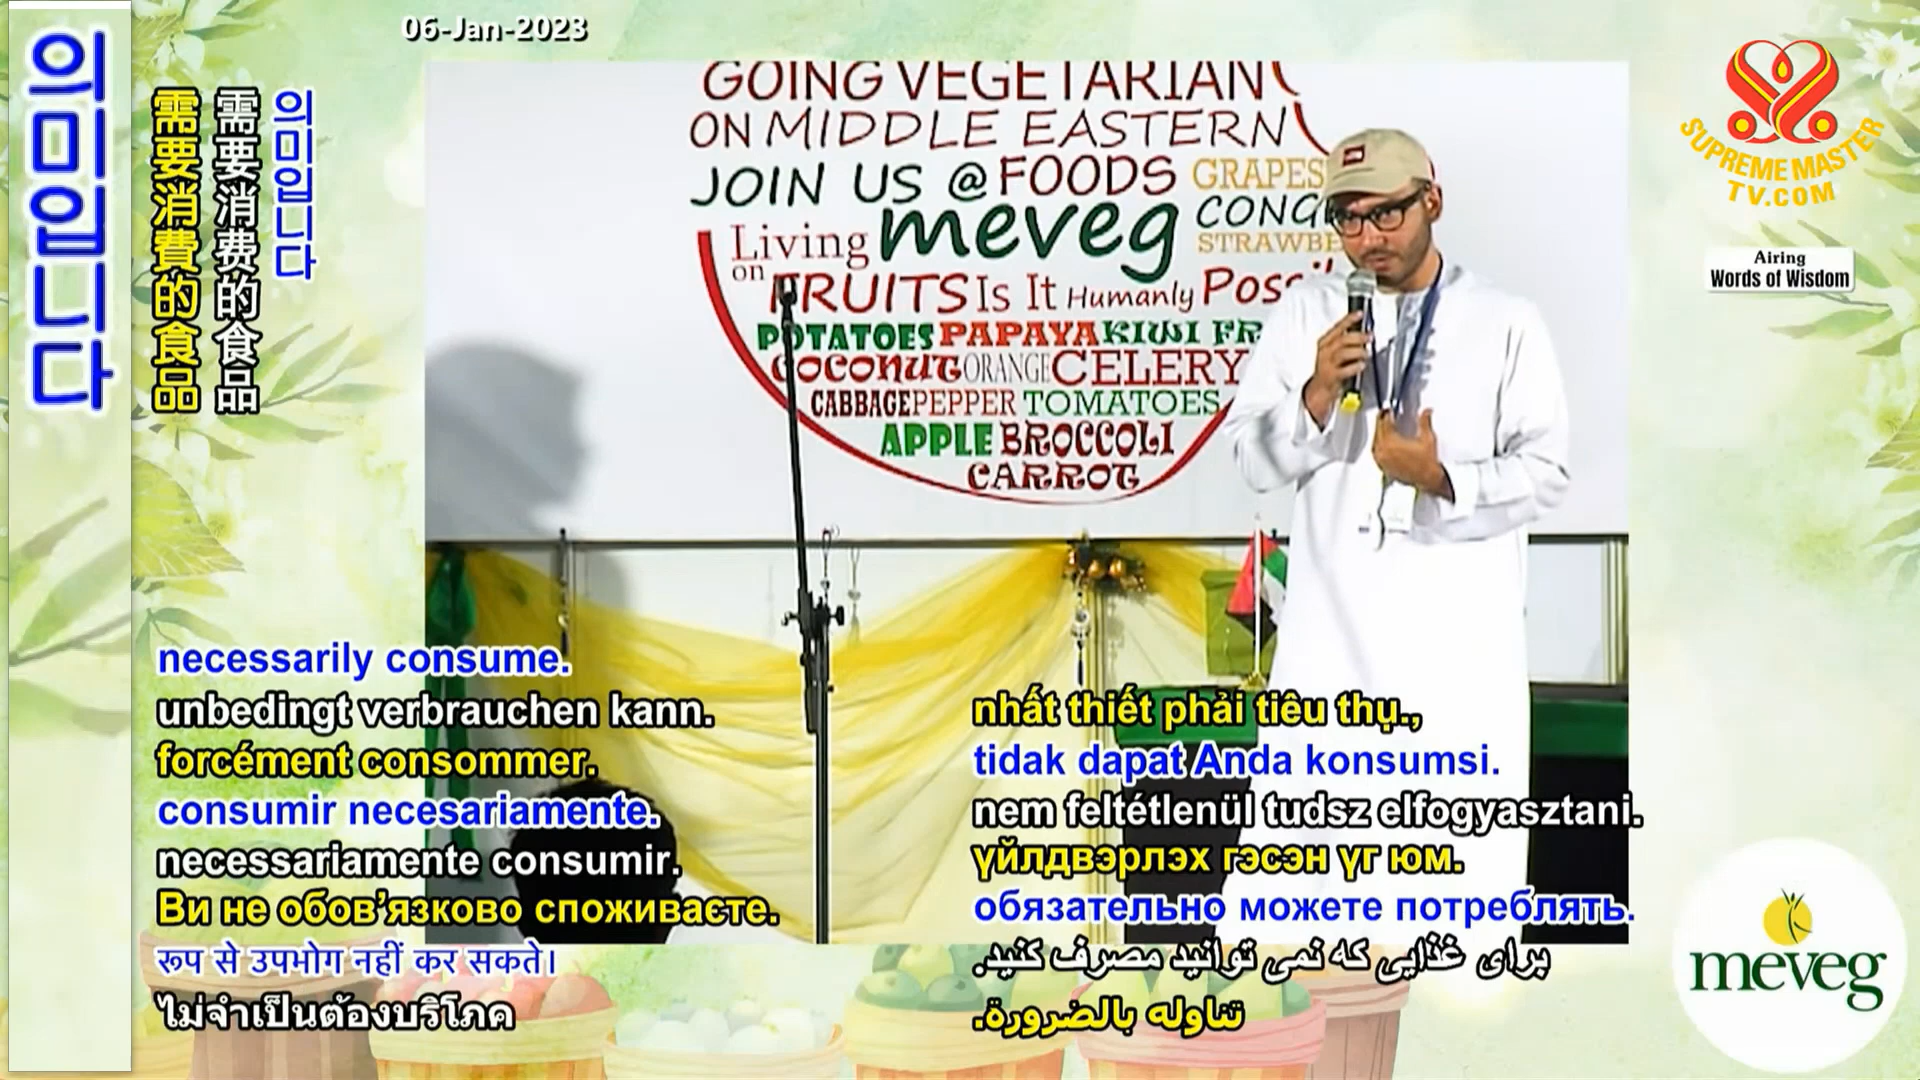 06-Jan-2023
의미입니다
需要消費的食品
需要消费的食品
의미입니다
GOING VEGETARIAN
ON MIDDLE EASTERN
JOIN US @ FOODS GRAPES
Living meveg
on
STRAWBE
FRUITS Is It Humanly
POTATOES PAPAYA KIWI FR
COCONUT ORANGE CELERY
CABBAGE PEPPER TOMATOES
APPLE BROCCOLI
CARROT
SUPREME MASTER
TV.COM
Airing
Words of Wisdom
necessarily consume.
unbedingt verbrauchen kann.
forcément consommer.
consumir necesariamente.
necessariamente consumir.
Ви не обов'язково споживаєте.
रूप से उपभोग नहीं कर सकते।
ไม่จำเป็นต้องบริโภค
nhất thiết phải tiêu thụ.,
tidak dapat Anda konsumsi.
nem feltétlenül tudsz elfogyasztani.
үйлдвэрлэх гэсэн үг юм.
обязательно можете потреблять.
برای غذایی که نمی توانید مصرف کنید.
تناوله بالضرورة.
meveg